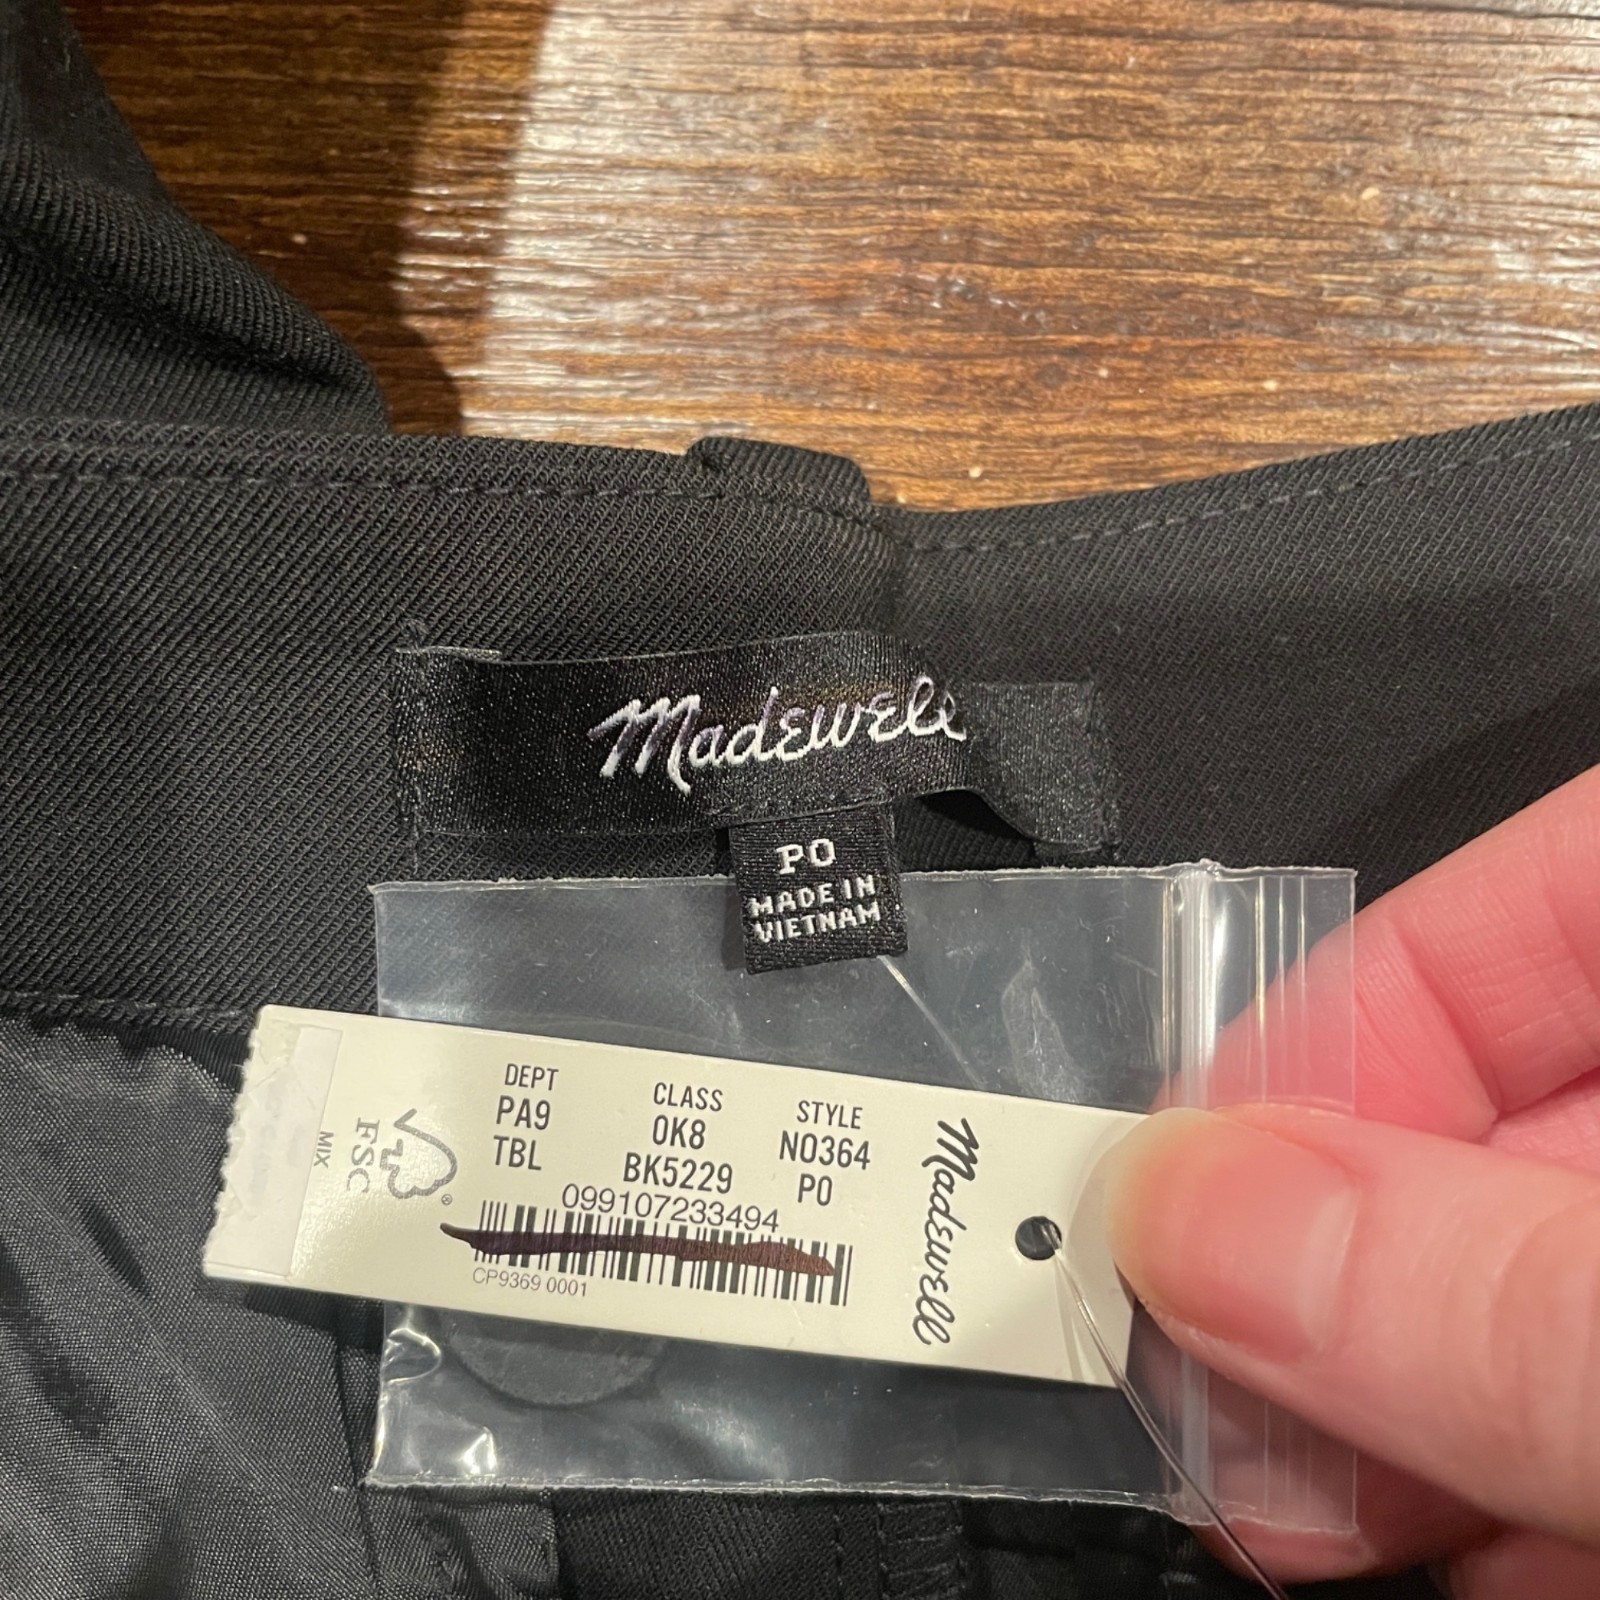 Madewell
P0
MADE IN
VIETNAM
DEPT CLASS STYLE
PA9 0K8 NO364
TBL BK5229 P0
099107233494
CP9369 0001
Madewell
FSC
®
MIX